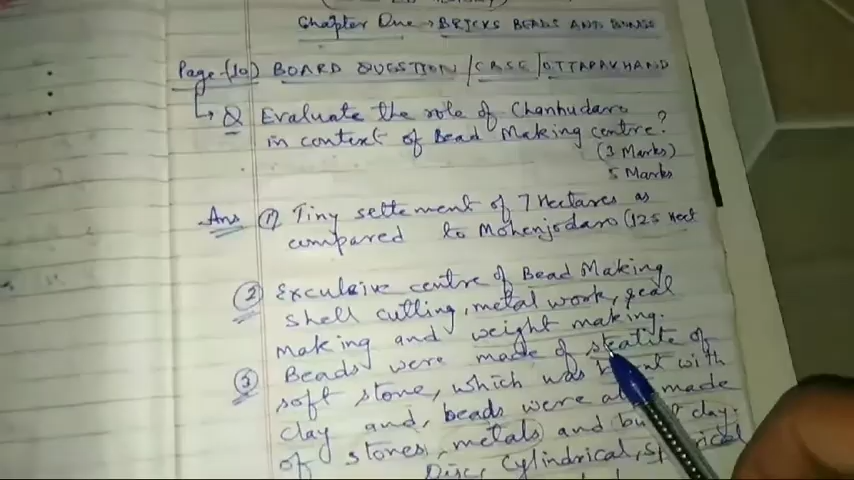 Chapter One → BRICKS BEADS AND BONES
Page-(10) BOARD QUESTION / CASE / UTTARAKHAND
Q Evaluate the role of Chanhudaro
in context of Bead Making centre?
(3 Marks)
5 Marks
Ans ① Tiny settement of 7 Hectares as
compared to Mohenjodaro (125 Hect
② Exculsive centre of Bead Making
shell cutting, metal work, seal
making and weight making.
③ Beads were made of steatite of
soft stone, which was with
clay and, beads were made
of stones, metals and clay.
Disc, Cylindrical,